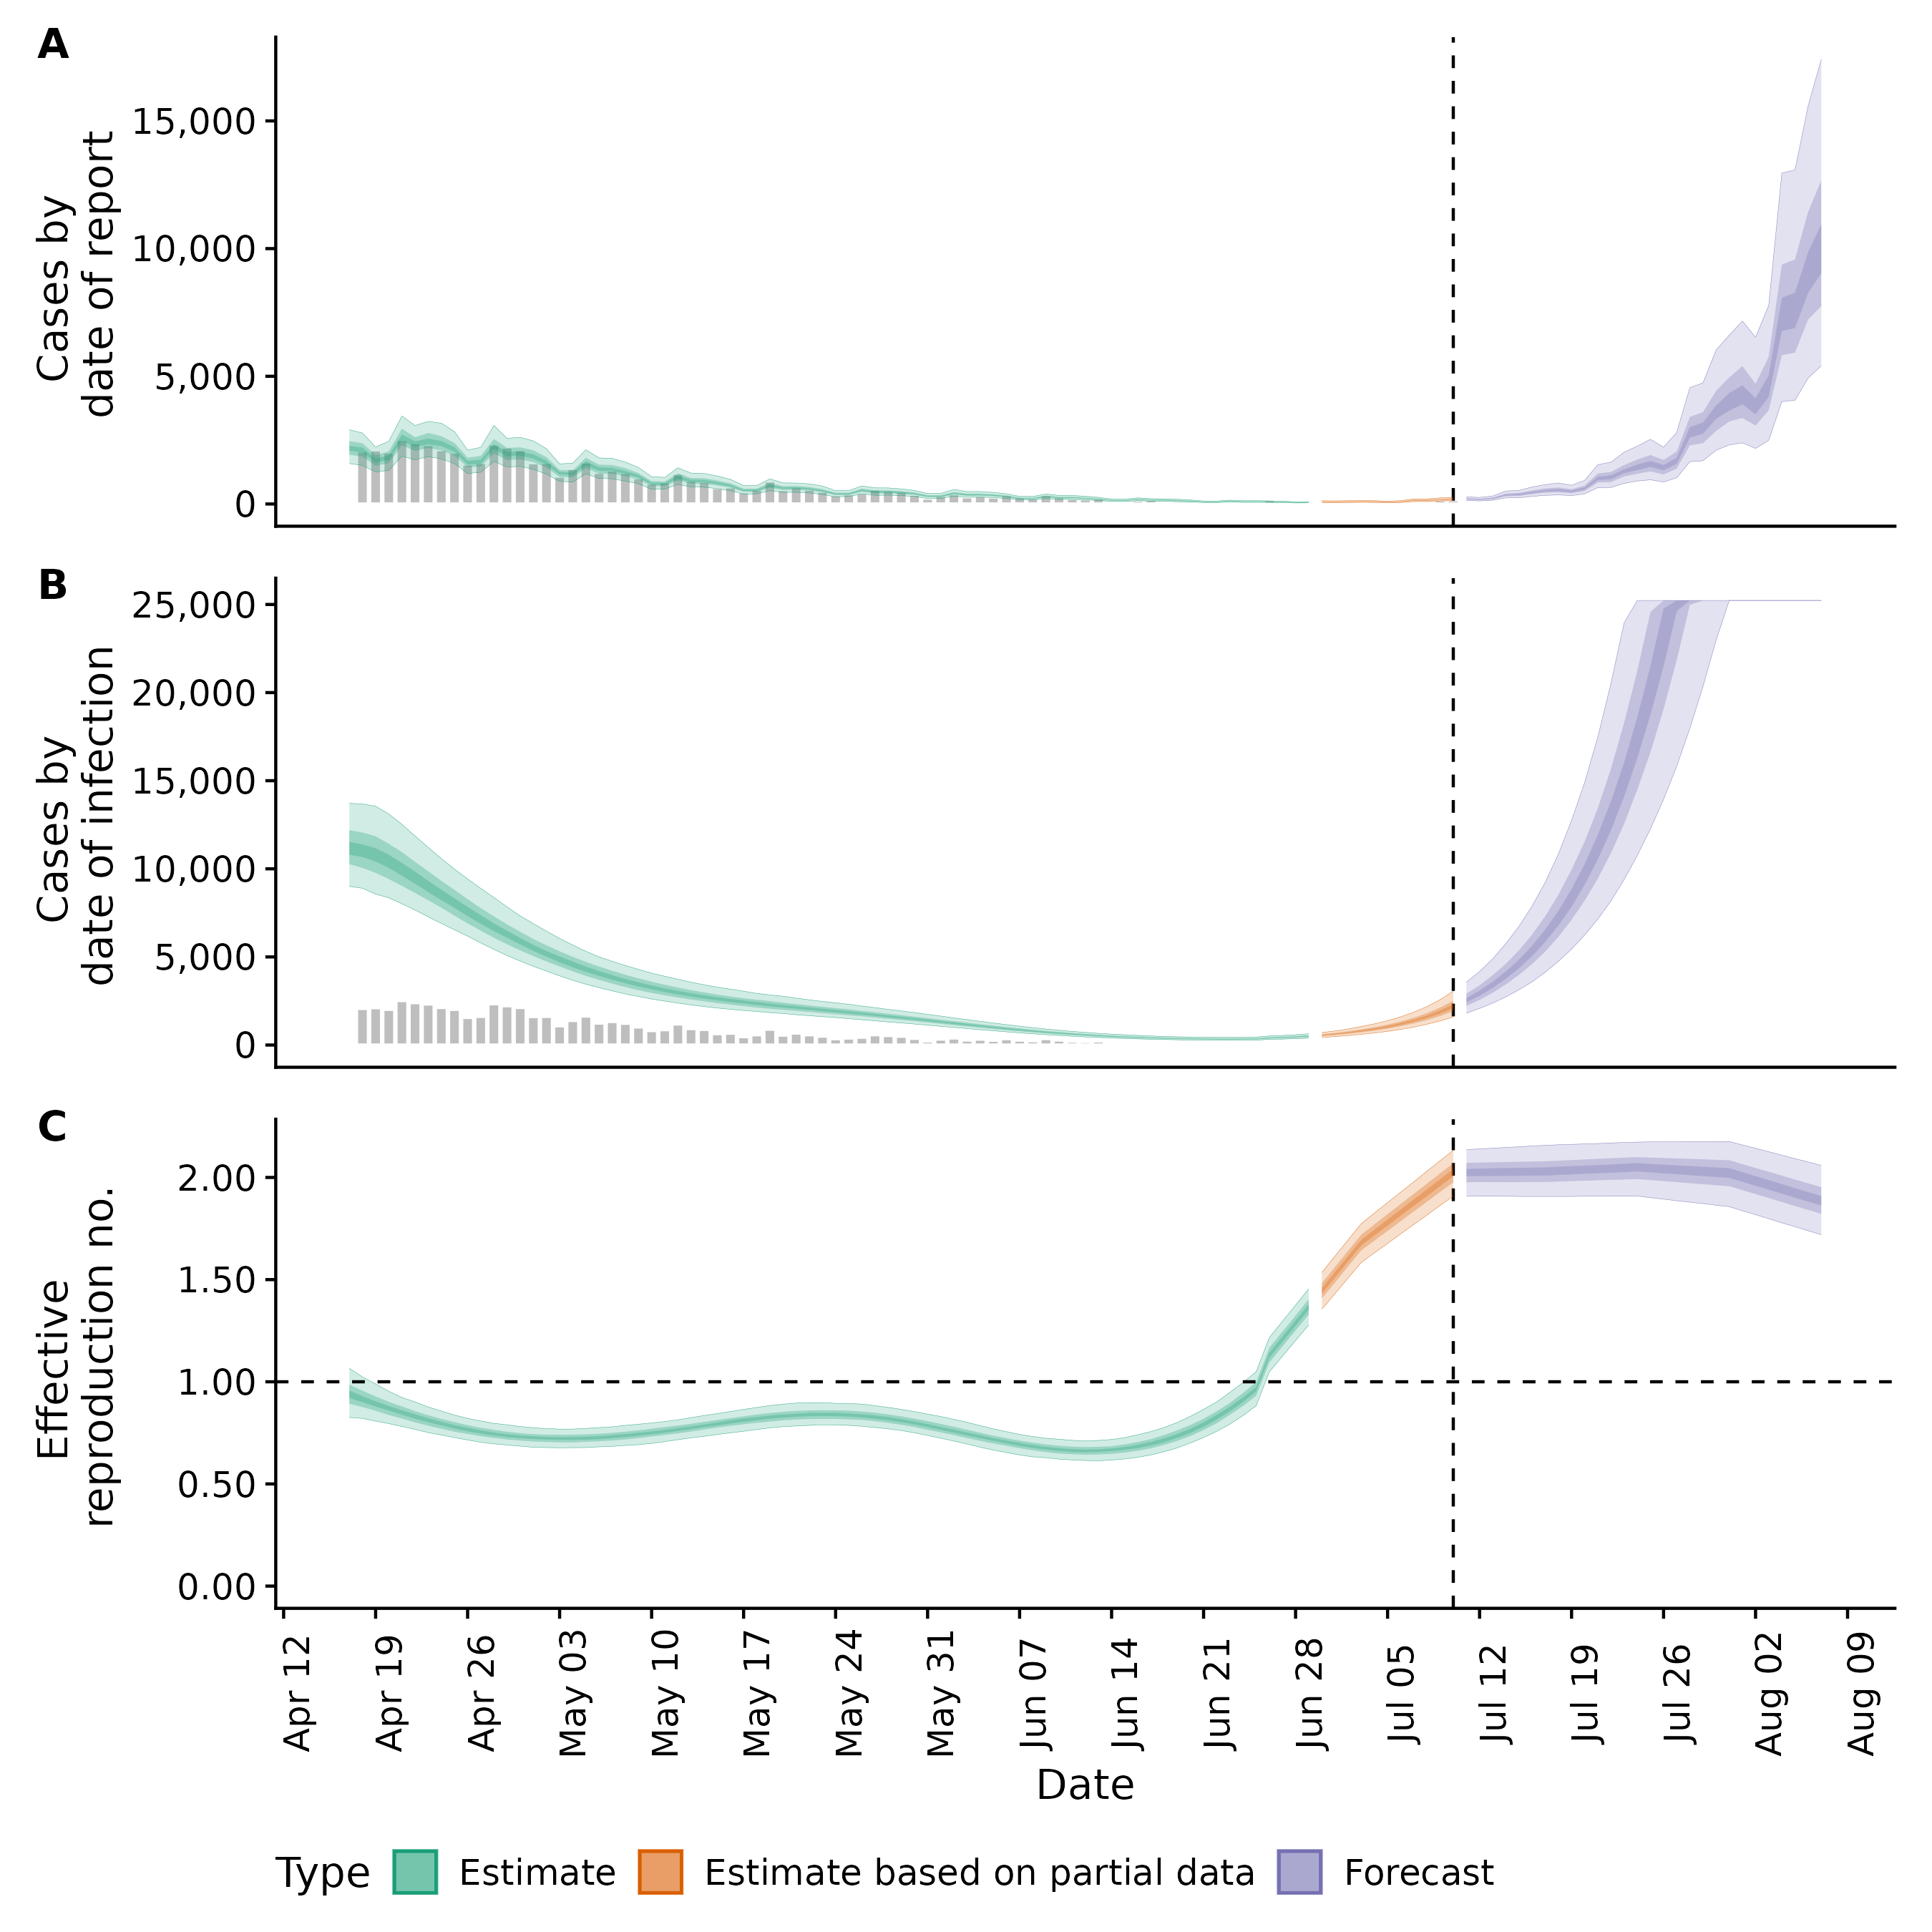 A
Cases by
date of report
15,000
10,000
5,000
0
B
Cases by
date of infection
25,000
20,000
15,000
10,000
5,000
0
C
Effective
reproduction no.
2.00
1.50
1.00
0.50
0.00
Apr 12
Apr 19
Apr 26
May 03
May 10
May 17
May 24
May 31
Jun 07
Jun 14
Jun 21
Jun 28
Jul 05
Jul 12
Jul 19
Jul 26
Aug 02
Aug 09
Date
Type Estimate Estimate based on partial data Forecast